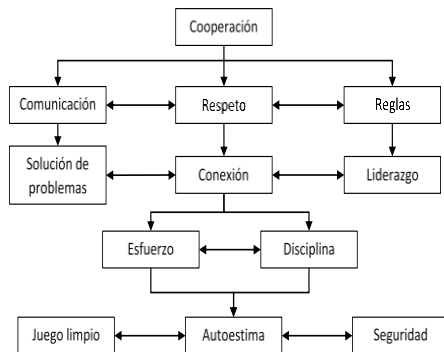 Cooperación
Comunicación
Respeto
Reglas
Solución de
problemas
Conexión
Liderazgo
Esfuerzo
Disciplina
Juego limpio
Autoestima
Seguridad